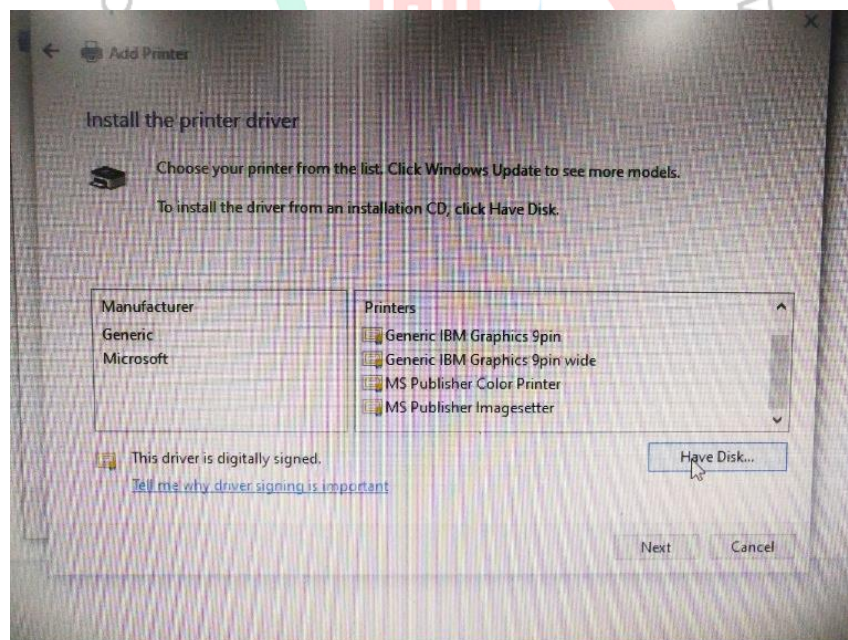 Add Printer
Install the printer driver
Choose your printer from the list. Click Windows Update to see more models.
To install the driver from an installation CD, click Have Disk.
Manufacturer
Generic
Microsoft
Printers
Generic IBM Graphics 9pin
Generic IBM Graphics 9pin wide
MS Publisher Color Printer
MS Publisher Imagesetter
This driver is digitally signed.
Tell me why driver signing is important
Have Disk...
Next
Cancel